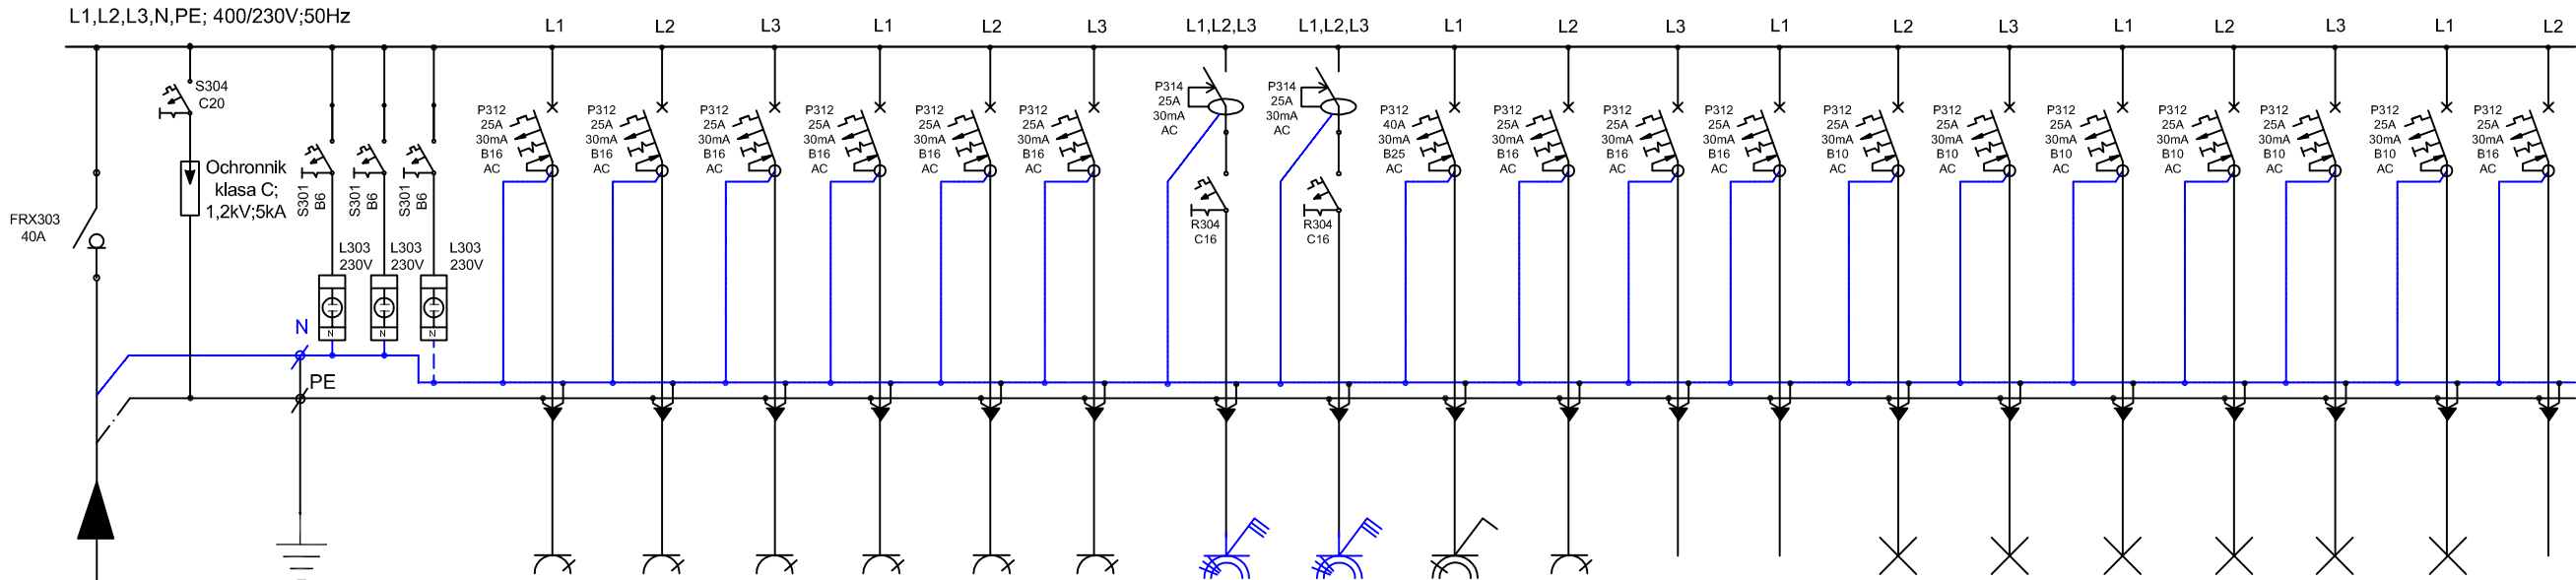 L1,L2,L3,N,PE; 400/230V;50Hz
L1
L2
L3
L1
L2
L3
L1,L2,L3
L1,L2,L3
L1
L2
L3
L1
L2
L3
L1
L2
L3
L1
L2
S304
C20
Ochronnik
klasa C;
1,2kV;5kA
FRX303
40A
S301
B6
S301
B6
S301
B6
L303
230V
L303
230V
L303
230V
N
N
N
N
PE
P312
25A
30mA
B16
AC
P312
25A
30mA
B16
AC
P312
25A
30mA
B16
AC
P312
25A
30mA
B16
AC
P312
25A
30mA
B16
AC
P312
25A
30mA
B16
AC
P314
25A
30mA
AC
R304
C16
P314
25A
30mA
AC
R304
C16
P312
40A
30mA
B25
AC
P312
25A
30mA
B16
AC
P312
25A
30mA
B16
AC
P312
25A
30mA
B16
AC
P312
25A
30mA
B10
AC
P312
25A
30mA
B10
AC
P312
25A
30mA
B10
AC
P312
25A
30mA
B10
AC
P312
25A
30mA
B10
AC
P312
25A
30mA
B10
AC
P312
25A
30mA
B16
AC